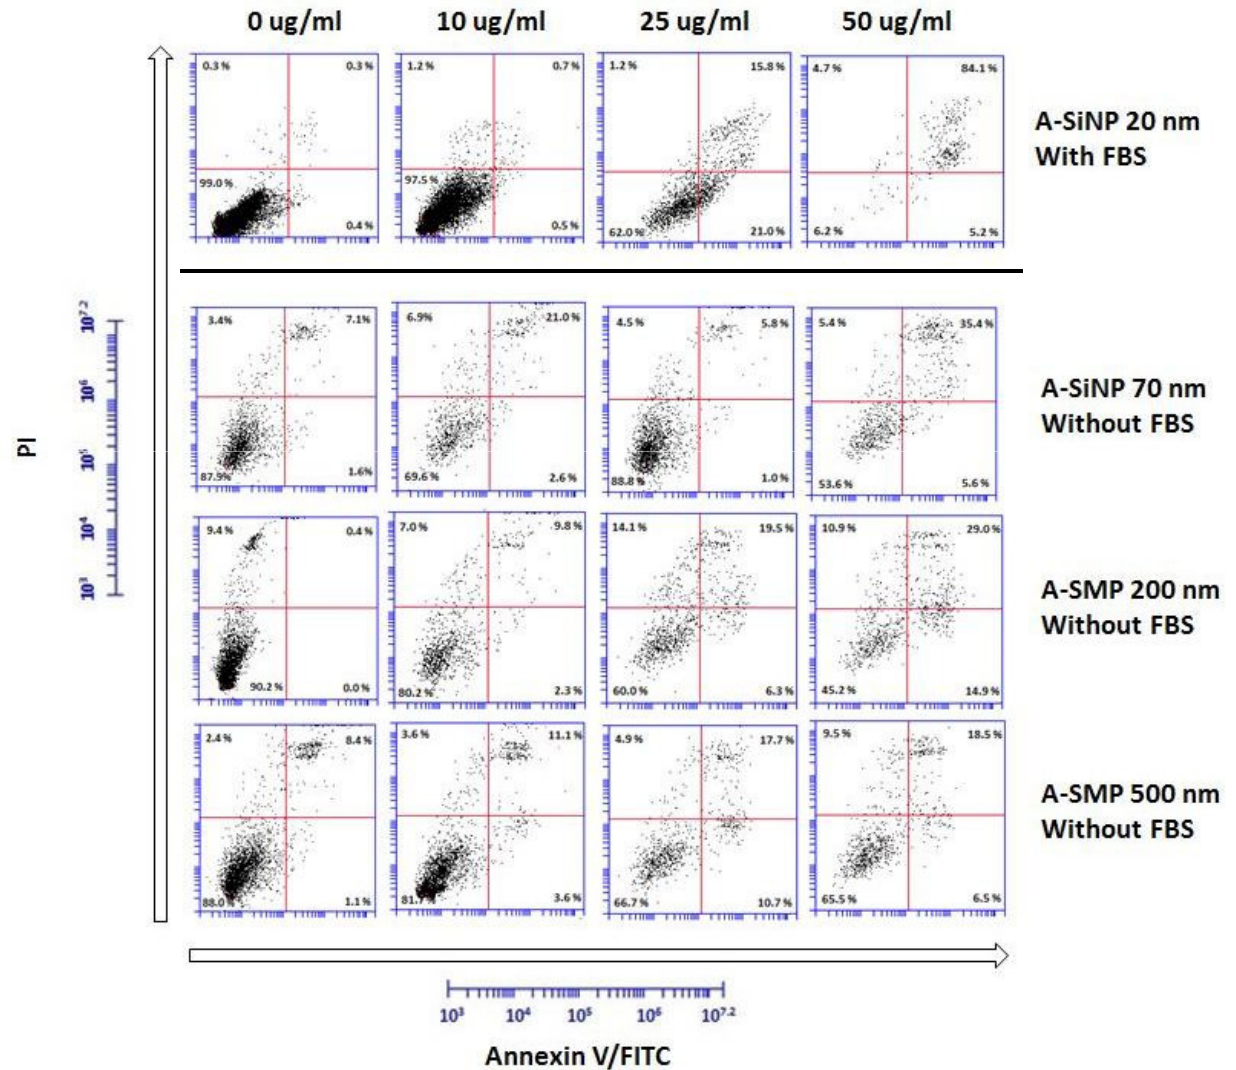 0 ug/ml 10 ug/ml 25 ug/ml 50 ug/ml
0.3 % 0.3 % 1.2 % 0.7 % 1.2 % 15.8 % 4.7 % 84.1 %
A-SiNP 20 nm
With FBS
99.0 % 97.5 %
0.4 % 0.5 % 62.0 % 21.0 % 6.2 % 5.2 %
3.4% 7.1% 6.9% 21.0 % 4.5 % 5.8 % 5.4 % 35.4 %
A-SiNP 70 nm
Without FBS
87.9% 1.6% 69.6 % 2.6 % 88.8 % 1.0 % 53.6 % 5.6 %
9.4 % 0.4 % 7.0 % 9.8 % 14.1 % 19.5 % 10.9 % 29.0 %
A-SMP 200 nm
Without FBS
90.2 % 0.0 % 80.2 % 2.3 % 60.0 % 6.3 % 45.2 % 14.9 %
2.4 % 8.4 % 3.6 % 11.1 % 4.9 % 17.7 % 9.5 % 18.5 %
A-SMP 500 nm
Without FBS
88.0 % 1.1 % 3.6 % 66.7 % 10.7 % 65.5 % 6.5 %
PI
10^7.2
10^6
10^5
10^4
10^3
10^3 10^4 10^5 10^6 10^7.2
Annexin V/FITC